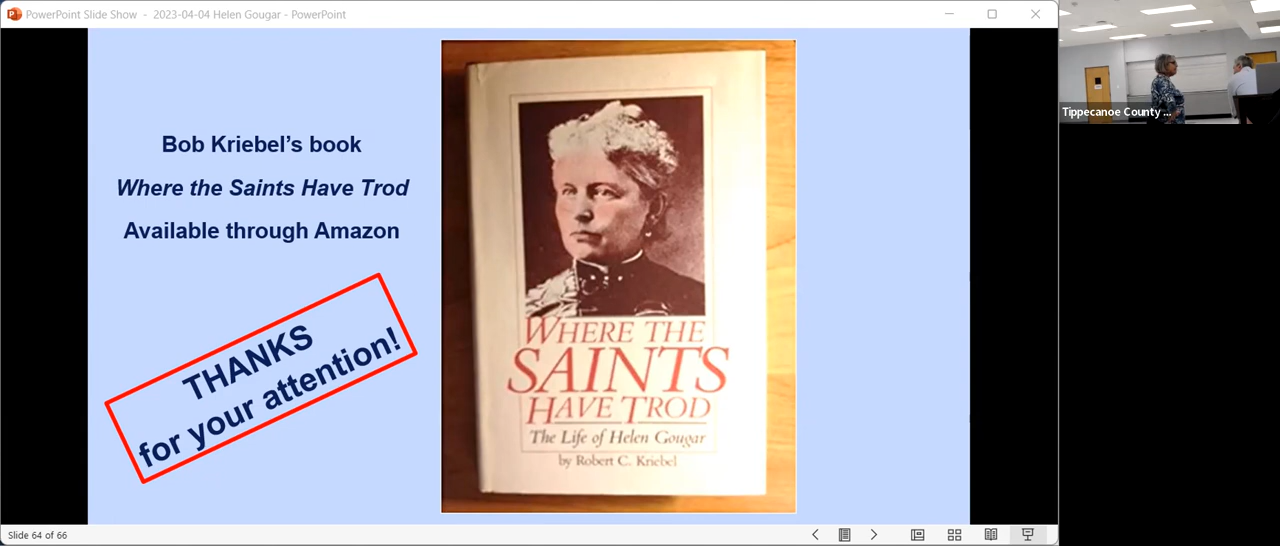 PowerPoint Slide Show - 2023-04-04 Helen Gougar - PowerPoint
Tippecanoe County ...
Bob Kriebel’s book
Where the Saints Have Trod
Available through Amazon
THANKS
for your attention!
WHERE THE
SAINTS
HAVE TROD
The Life of Helen Gougar
by Robert C. Kriebel
Slide 64 of 66